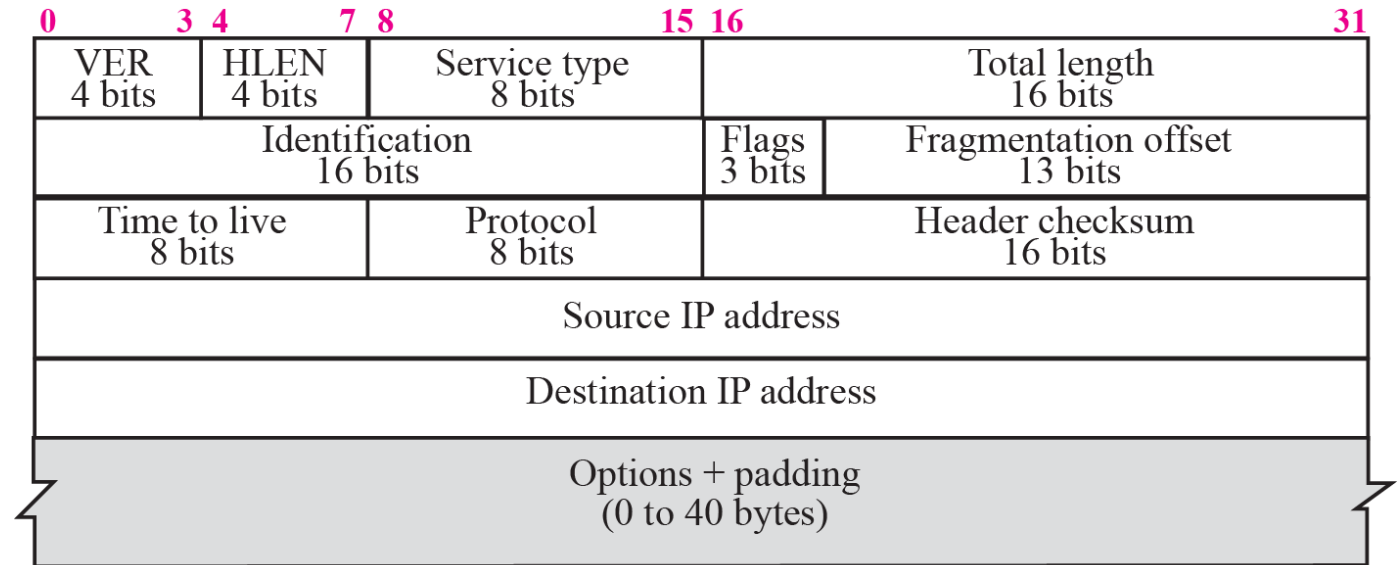 0 3 4 7 8 15 16 31
VER HLEN Service type Total length
4 bits 4 bits 8 bits 16 bits
Identification Flags Fragmentation offset
16 bits 3 bits 13 bits
Time to live Protocol Header checksum
8 bits 8 bits 16 bits
Source IP address
Destination IP address
Options + padding
(0 to 40 bytes)